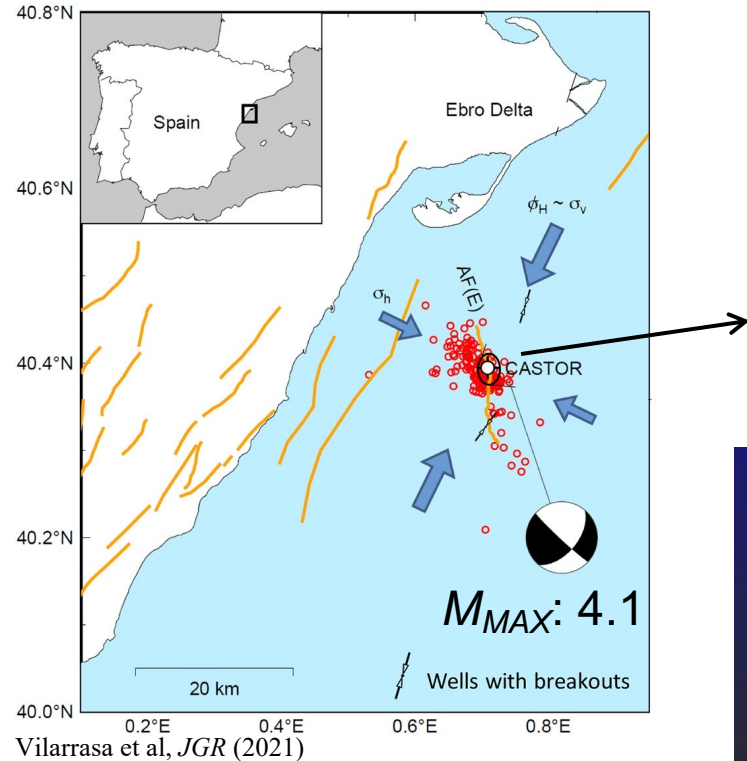 40.8°N
Spain
Ebro Delta
40.6°N
ϕH ~ σv
AF(E)
σh
40.4°N
CASTOR
40.2°N
MMAX: 4.1
20 km
Wells with breakouts
40.0°N
0.2°E
0.4°E
0.6°E
0.8°E
Vilarrasa et al, JGR (2021)